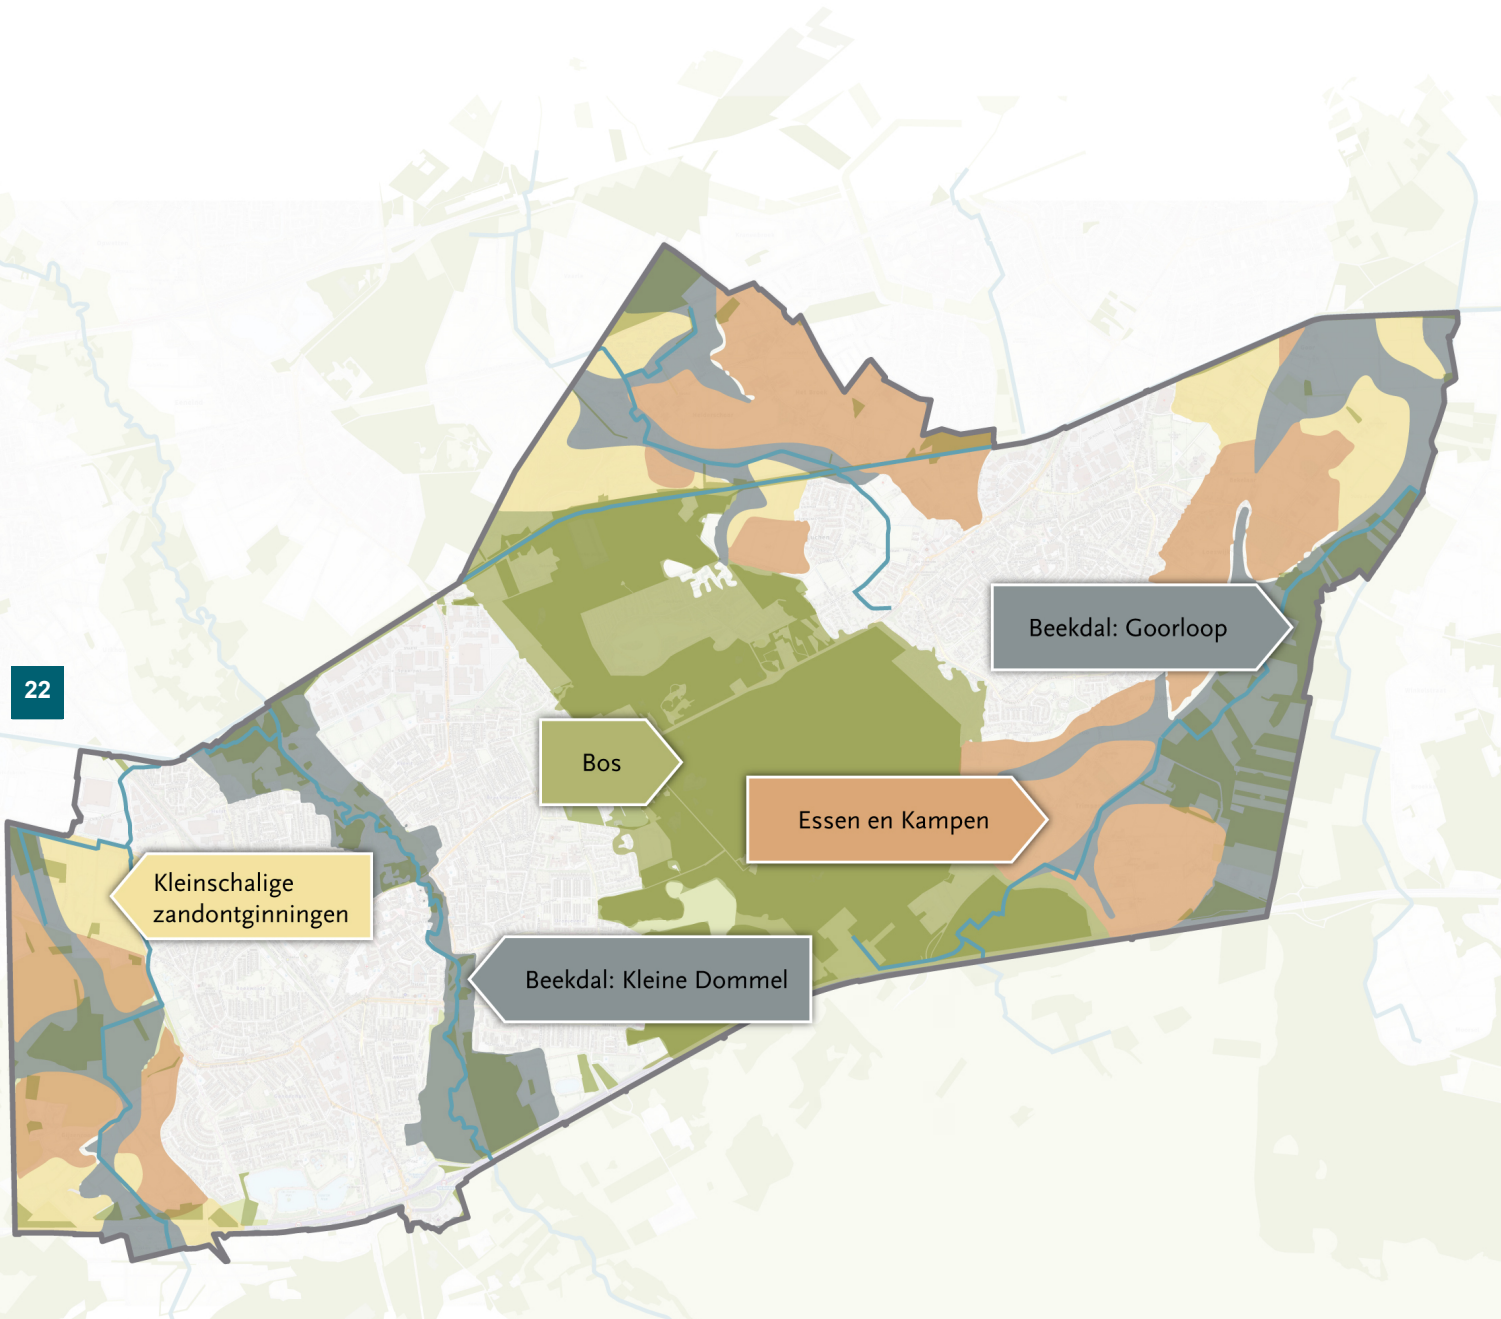 Beekdal: Goorloop
22
Bos
Essen en Kampen
Kleinschalige
zandontginningen
Beekdal: Kleine Dommel